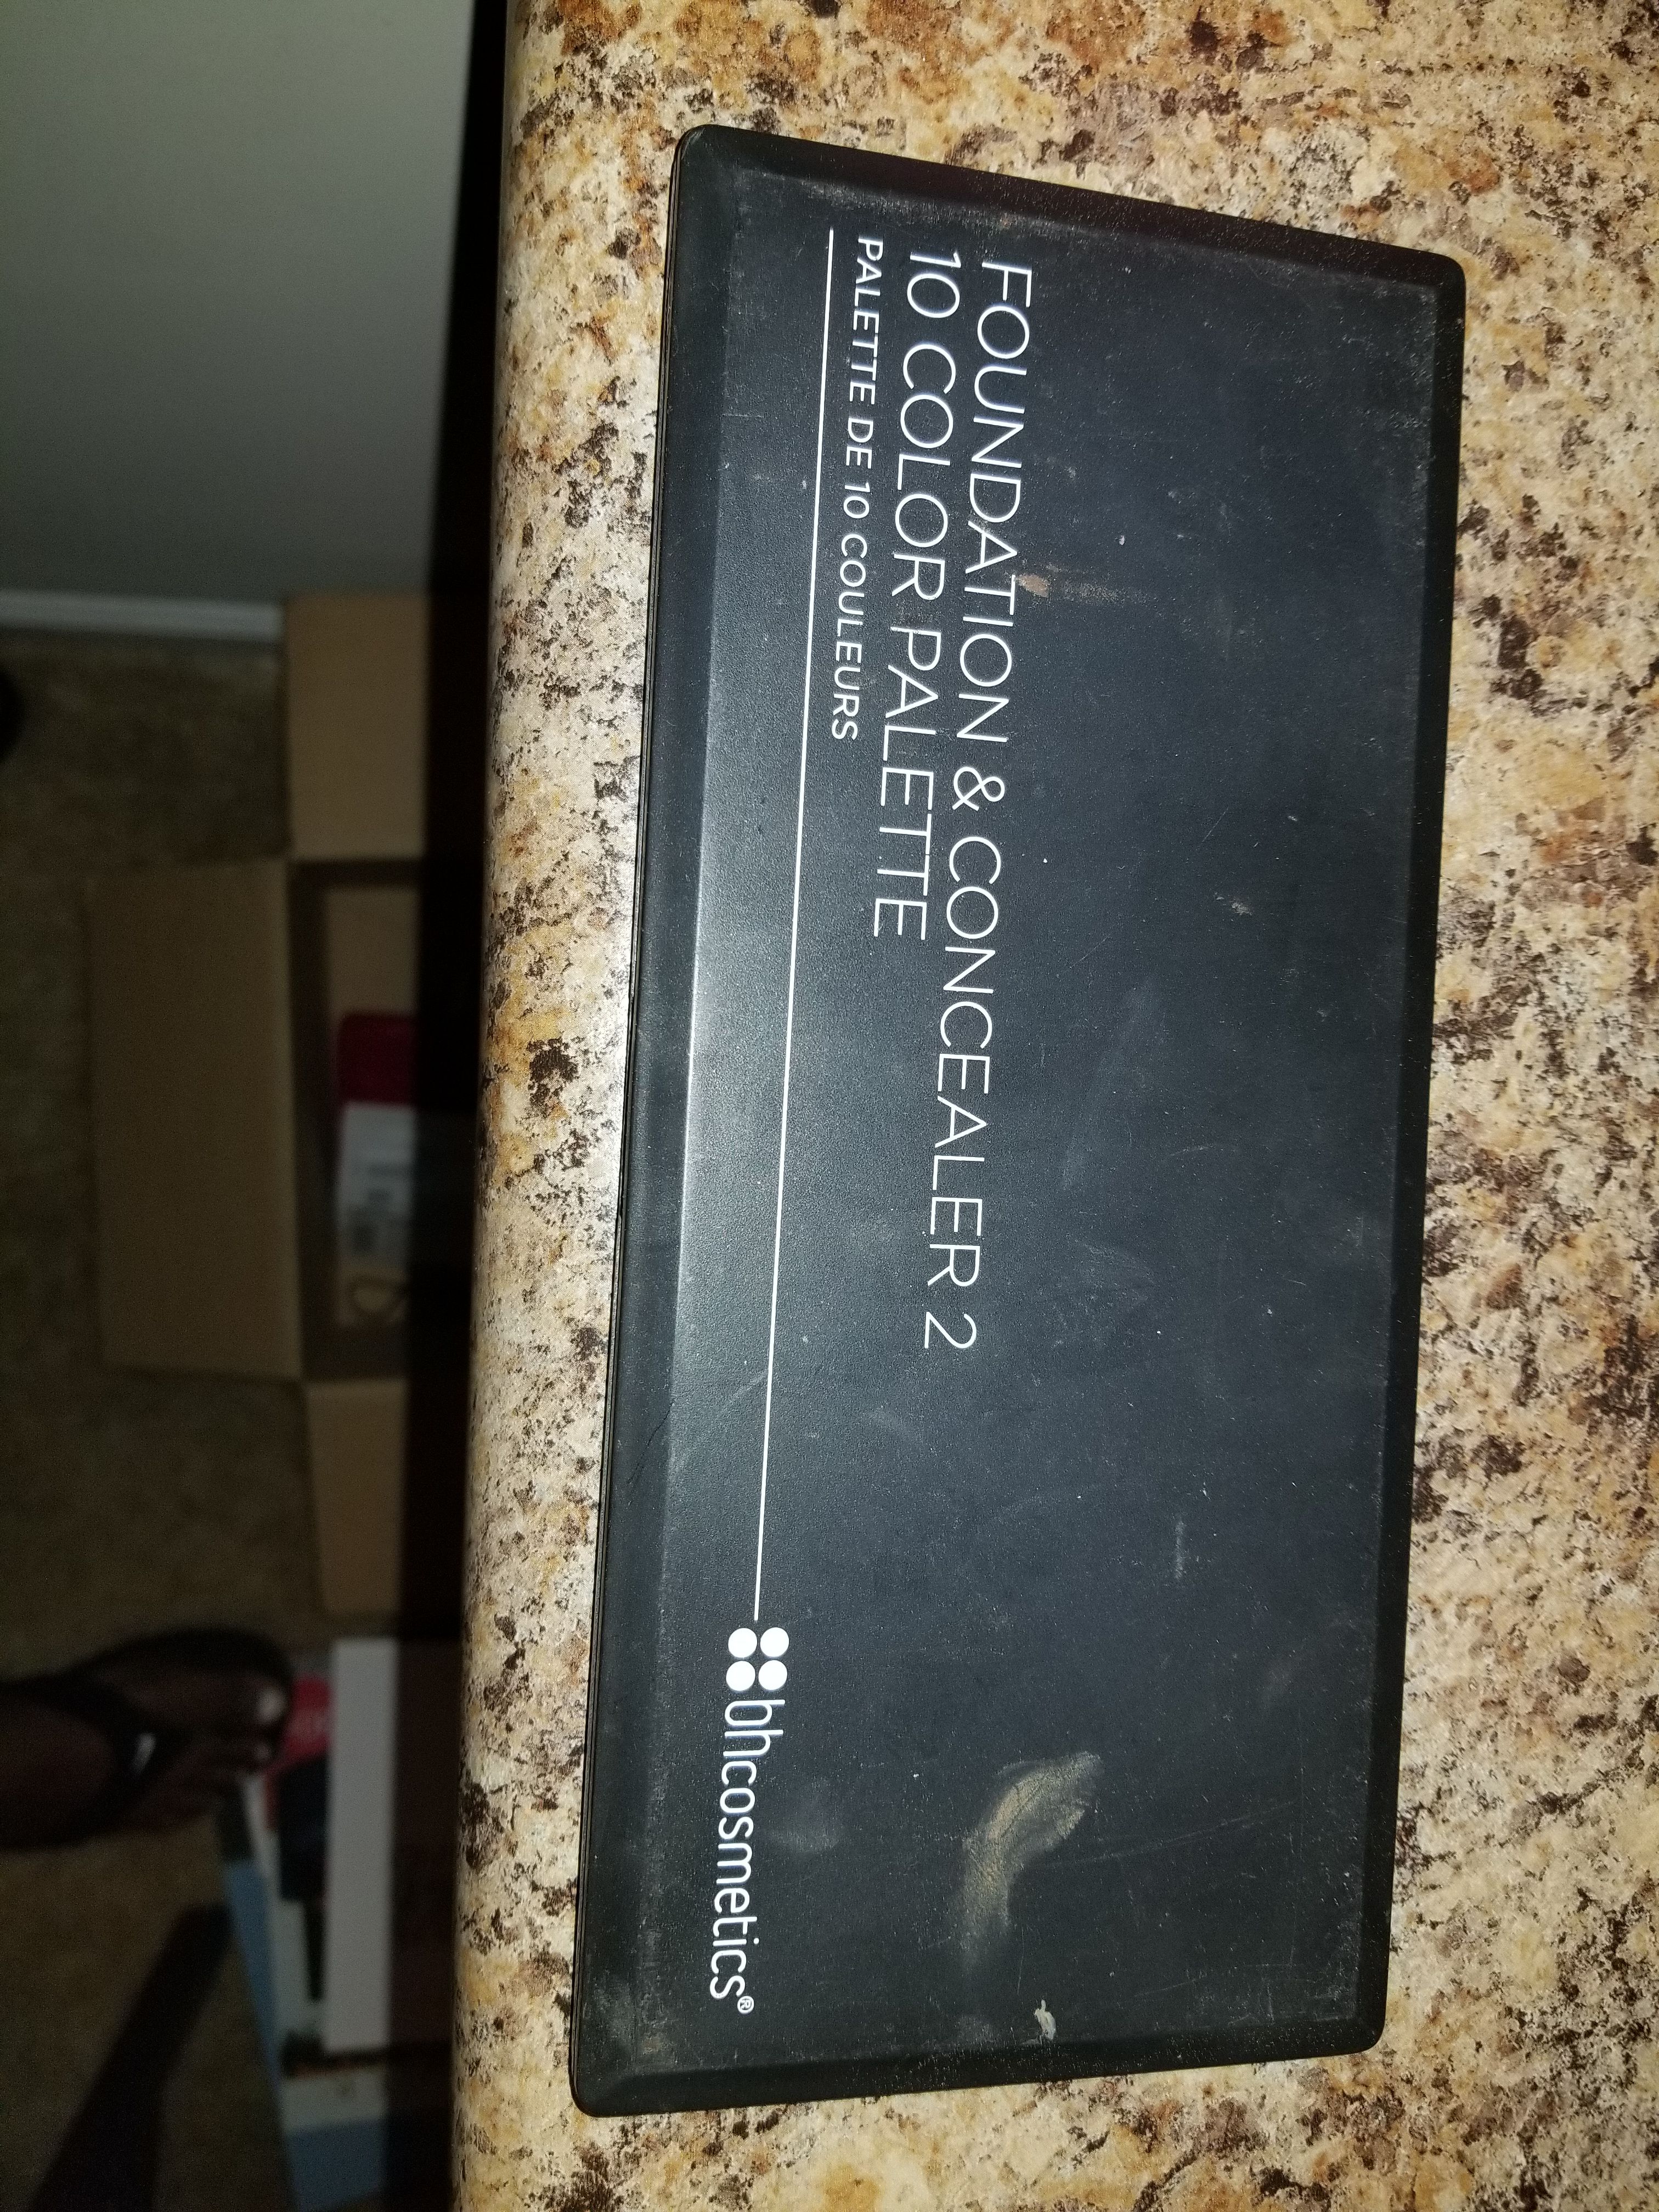 FOUNDATION & CONCEALER 2
10 COLOR PALETTE
PALETTE DE 10 COULEURS
bhcosmetics®